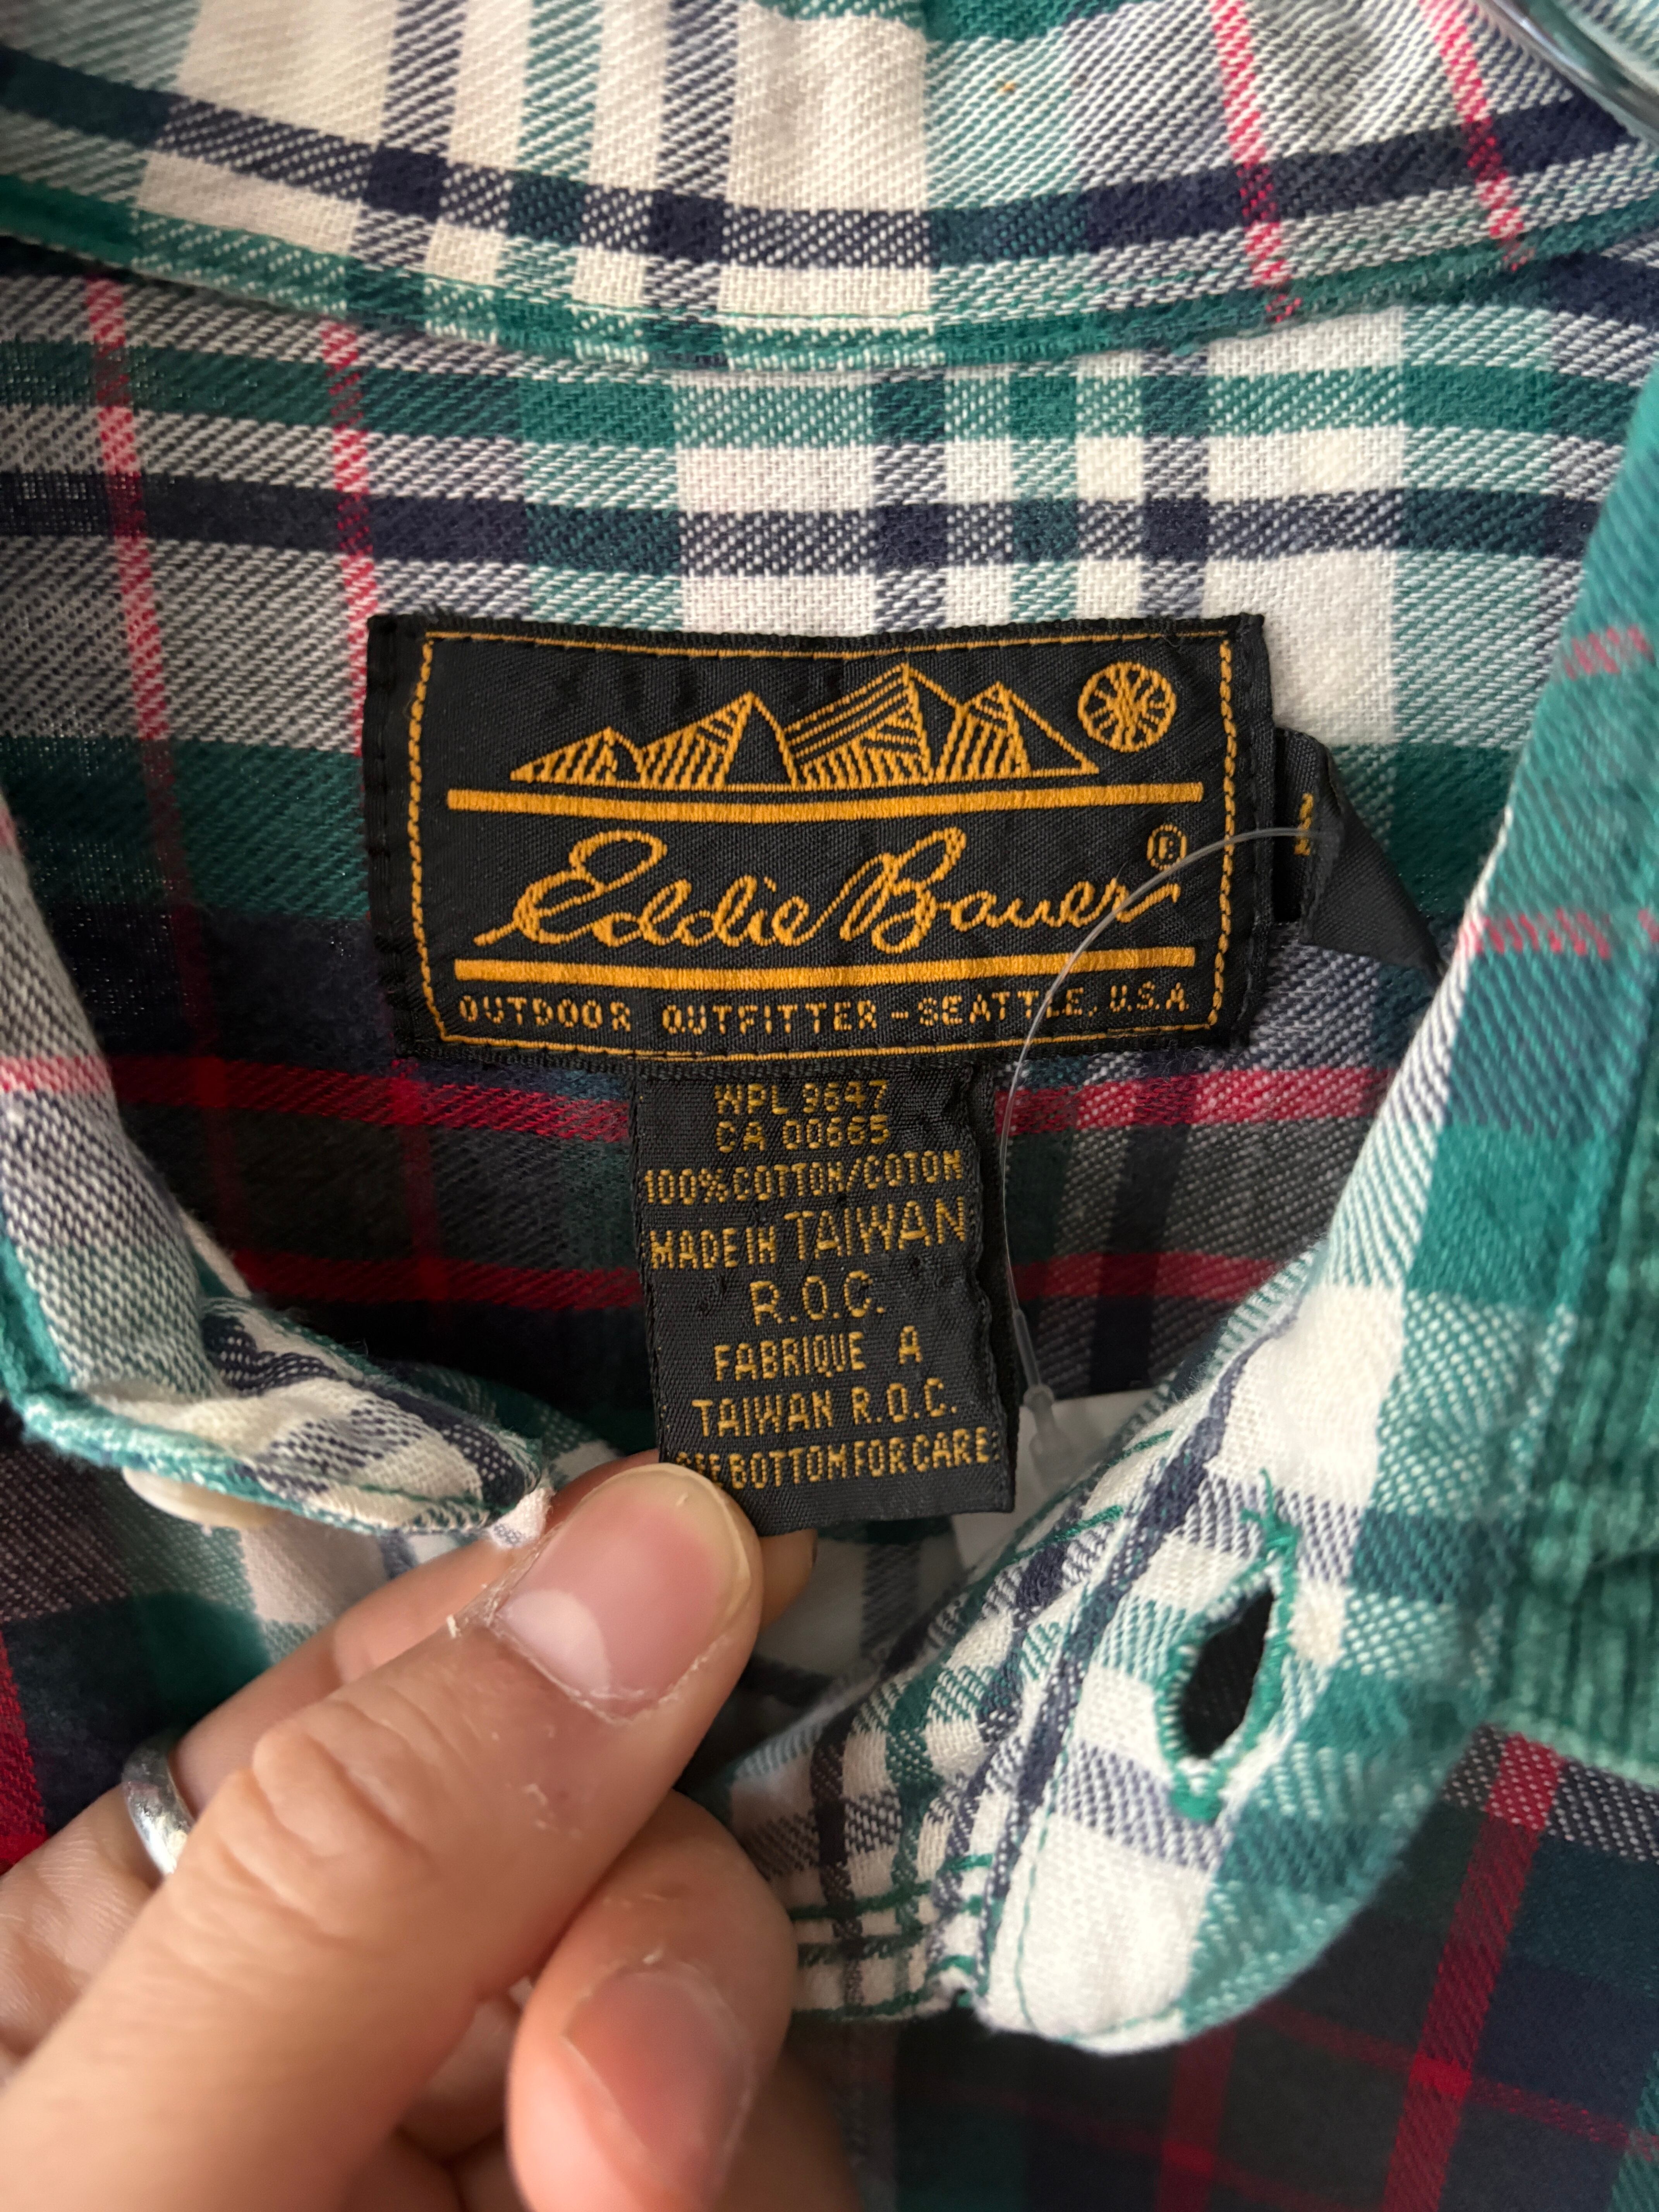 Eddie Bauer ®
OUTDOOR OUTFITTER - SEATTLE, U.S.A
WPL 9647
CA 00665
100% COTTON/COTON
MADE IN TAIWAN
R.O.C.
FABRIQUE A
TAIWAN R.O.C.
SEE BOTTOM FOR CARE